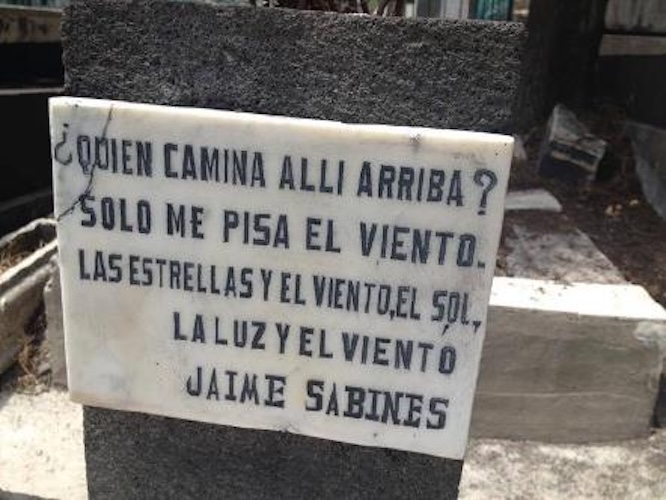 ¿QUIEN CAMINA ALLI ARRIBA?
SOLO ME PISA EL VIENTO.
LAS ESTRELLAS Y EL VIENTO, EL SOL,
LA LUZ Y EL VIENTO
JAIME SABINES